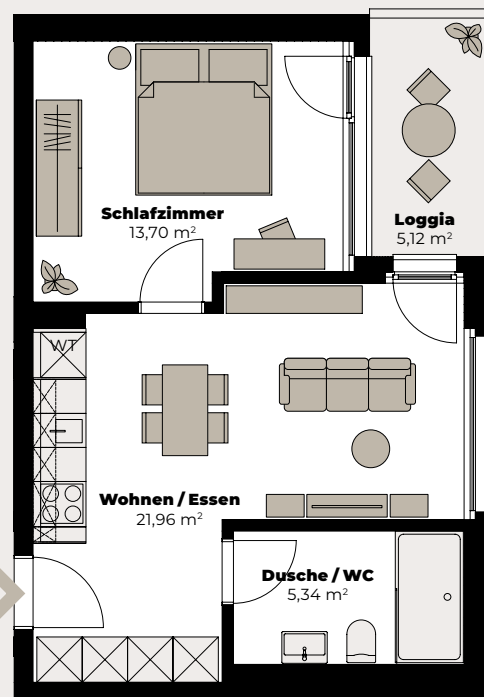 Schlafzimmer
13,70 m²
Loggia
5,12 m²
WT
Wohnen / Essen
21,96 m²
Dusche / WC
5,34 m²